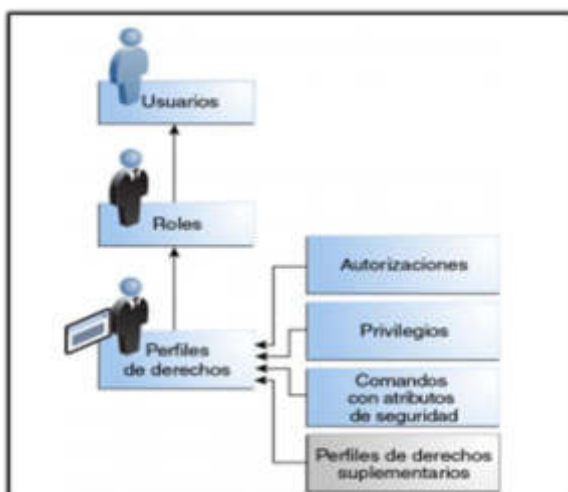 Usuarios
Roles
Perfiles
de derechos
Autorizaciones
Privilegios
Comandos
con atributos
de seguridad
Perfiles de derechos
suplementarios